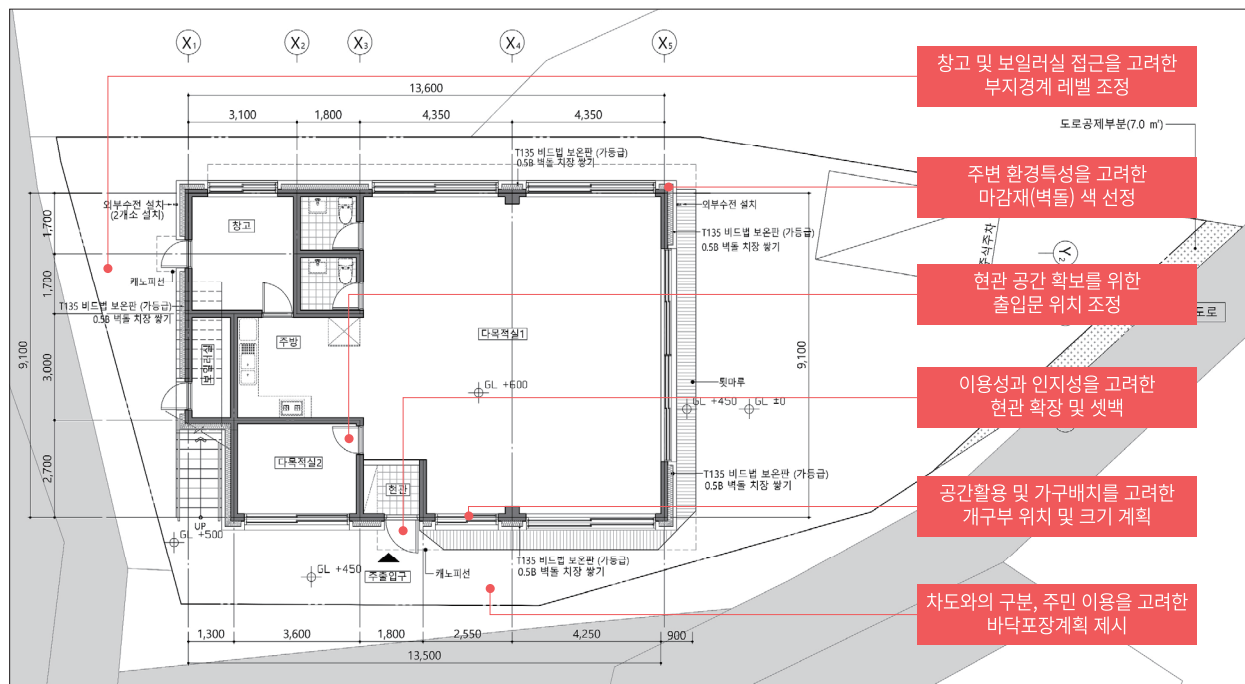 X1
X2
X3
X4
X5
13,600
3,100
1,800
4,350
4,350
창고 및 보일러실 접근을 고려한
부지경계 레벨 조정
도로공제부분(7.0 ㎡)
T135 비드법 보온판 (가등급)
0.5B 벽돌 치장 쌓기
주변 환경특성을 고려한
마감재(벽돌) 색 선정
외부수전 설치
(2개소 설치)
외부수전 설치
창고
T135 비드법 보온판 (가등급)
0.5B 벽돌 치장 쌓기
주식주차
Y2
캐노피선
T135 비드법 보온판 (가등급)
0.5B 벽돌 치장 쌓기
현관 공간 확보를 위한
출입문 위치 조정
도로
1,700
1,700
3,000
2,700
9,100
9,100
주방
보일러실
다목적실1
GL +600
툇마루
GL +450
GL ±0
이용성과 인지성을 고려한
현관 확장 및 셋백
다목적실2
현관
T135 비드법 보온판 (가등급)
0.5B 벽돌 치장 쌓기
공간활용 및 가구배치를 고려한
개구부 위치 및 크기 계획
UP
GL +500
GL +450
주출입구
캐노피선
T135 비드법 보온판 (가등급)
0.5B 벽돌 치장 쌓기
차도와의 구분, 주민 이용을 고려한
바닥포장계획 제시
1,300
3,600
1,800
2,550
4,250
900
13,500